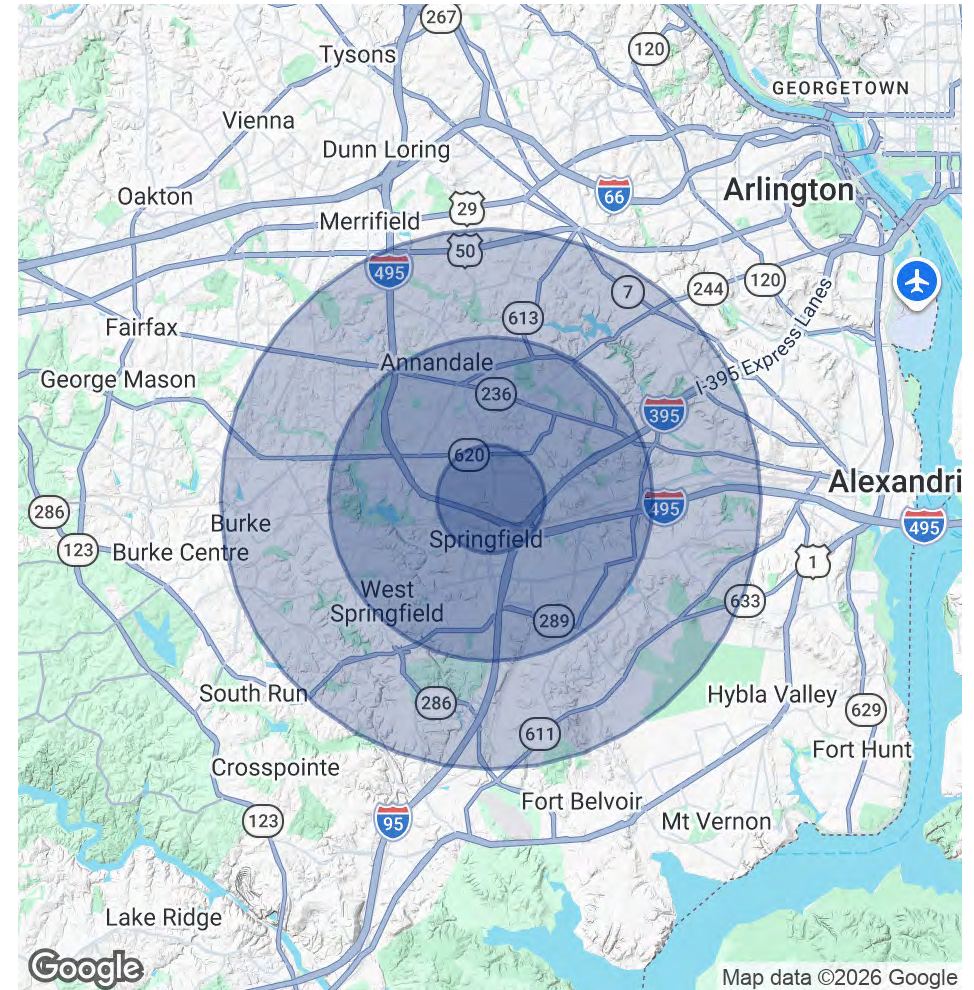 267
Tysons
120
GEORGETOWN
Vienna
Dunn Loring
66
Arlington
Oakton
29
Merrifield
50
495
7
244
120
613
I-395 Express Lanes
Fairfax
Annandale
George Mason
236
395
620
Alexandri
495
286
Burke
495
123
Burke Centre
Springfield
1
West
Springfield
633
289
South Run
286
Hybla Valley
629
611
Fort Hunt
Crosspointe
Fort Belvoir
123
95
Mt Vernon
Lake Ridge
Google
Map data ©2026 Google